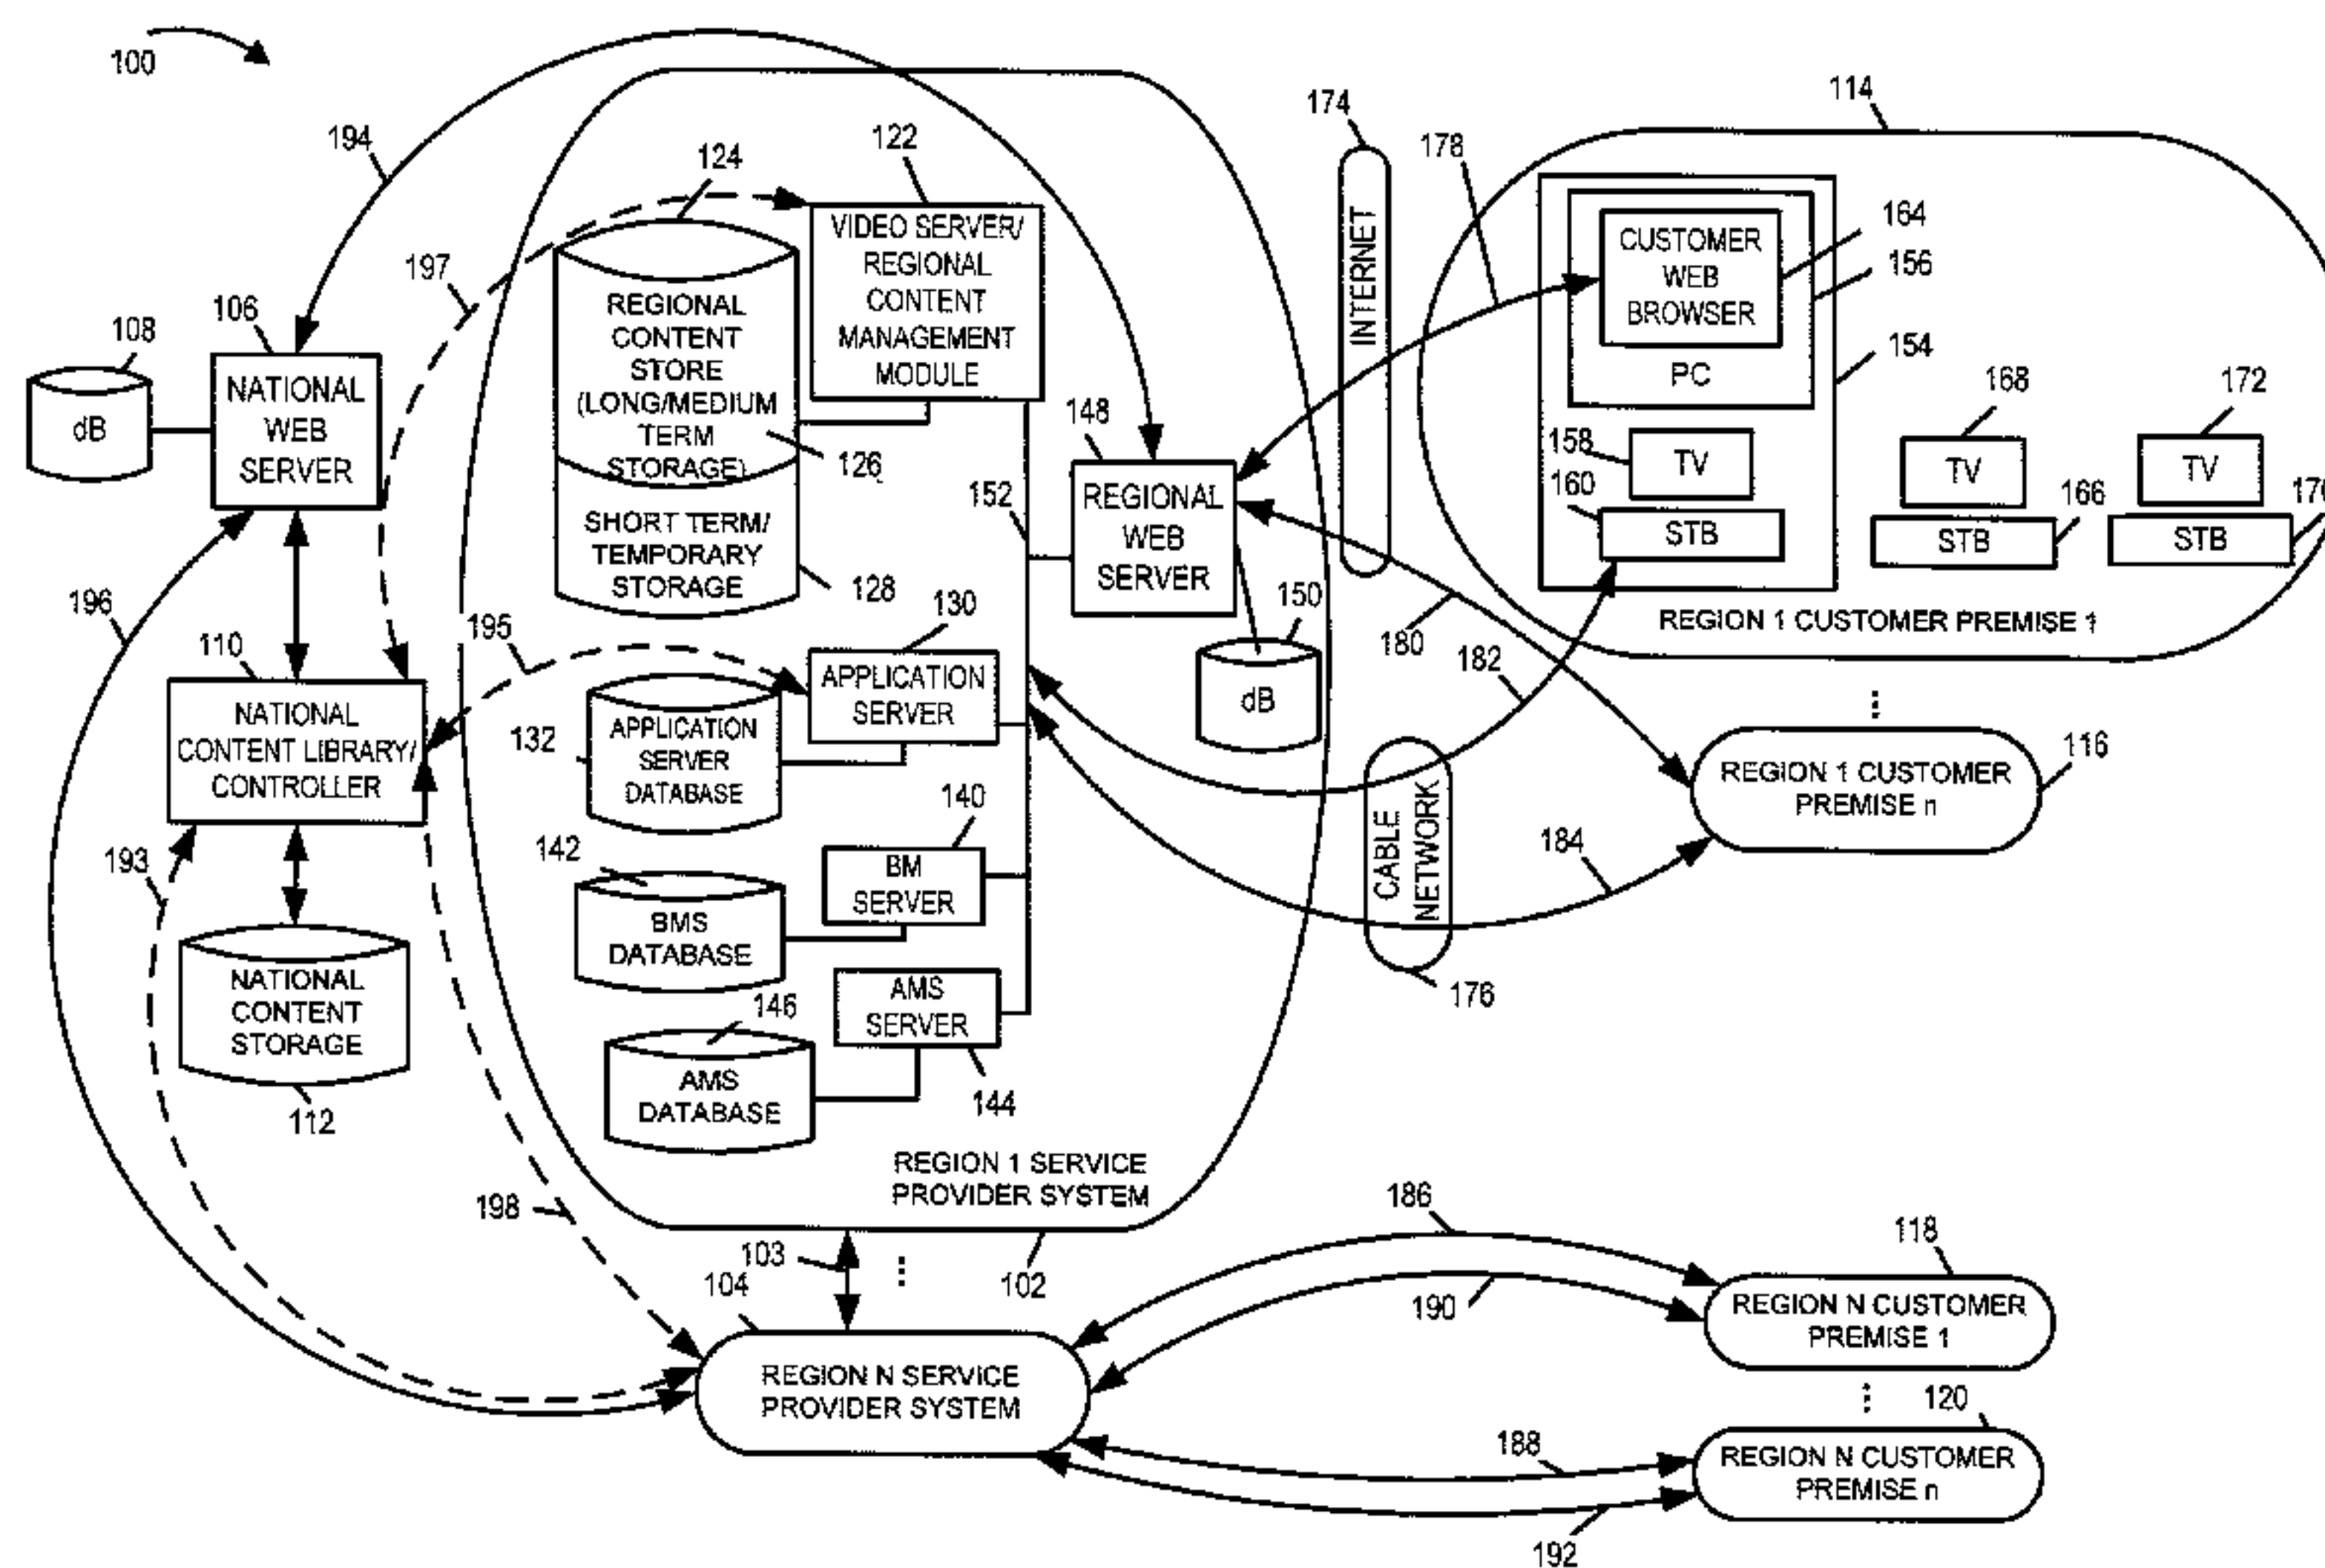 100
194
174
114
122
124
178
VIDEO SERVER/
REGIONAL
CONTENT
MANAGEMENT
MODULE
CUSTOMER
WEB
BROWSER
PC
164
156
154
INTERNET
197
REGIONAL
CONTENT
STORE
(LONG/MEDIUM
TERM
STORAGE)
126
108
106
dB
NATIONAL
WEB
SERVER
148
158
TV
168
TV
172
TV
160
STB
166
STB
STB
152
REGIONAL
WEB
SERVER
SHORT TERM/
TEMPORARY
STORAGE
128
196
195
130
150
180
REGION 1 CUSTOMER PREMISE 1
110
182
NATIONAL
CONTENT LIBRARY/
CONTROLLER
APPLICATION
SERVER
dB
132
APPLICATION
SERVER
DATABASE
116
REGION 1 CUSTOMER
PREMISE n
140
193
142
BM
SERVER
CABLE
NETWORK
184
BMS
DATABASE
176
NATIONAL
CONTENT
STORAGE
146
AMS
SERVER
AMS
DATABASE
144
112
REGION 1 SERVICE
PROVIDER SYSTEM
198
186
118
103
104
102
190
REGION N CUSTOMER
PREMISE 1
REGION N SERVICE
PROVIDER SYSTEM
120
188
REGION N CUSTOMER
PREMISE n
192